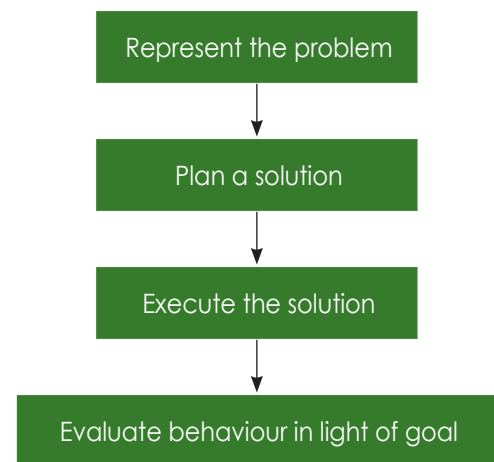 Represent the problem
Plan a solution
Execute the solution
Evaluate behaviour in light of goal